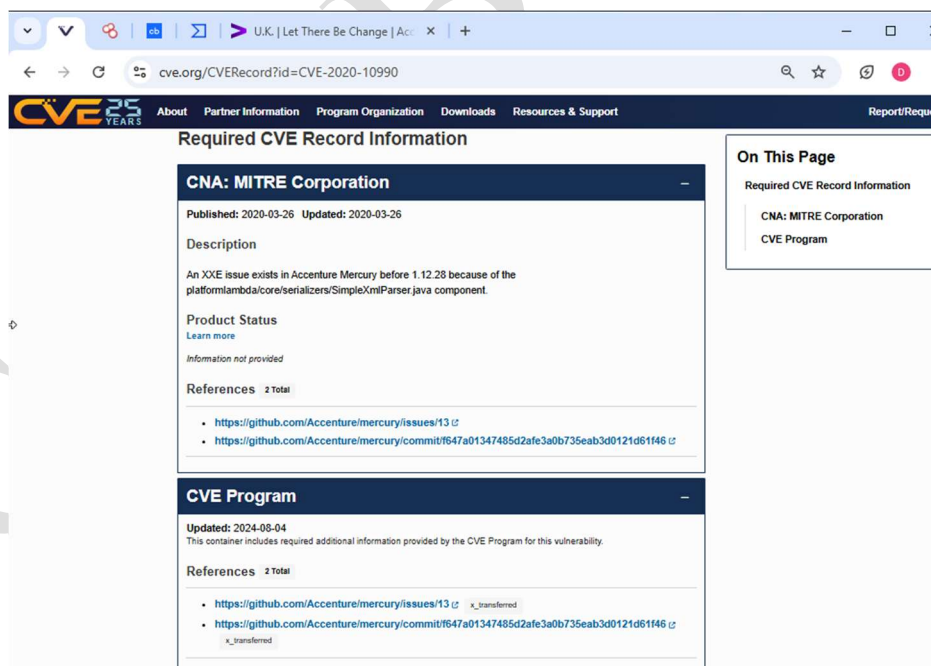 cb
U.K. | Let There Be Change | Acc
cve.org/CVERecord?id=CVE-2020-10990
D
CVE 25 YEARS
About Partner Information Program Organization Downloads Resources & Support Report/Reque
Required CVE Record Information
On This Page
Required CVE Record Information
CNA: MITRE Corporation
CVE Program
CNA: MITRE Corporation
Published: 2020-03-26 Updated: 2020-03-26
Description
An XXE issue exists in Accenture Mercury before 1.12.28 because of the
platformlambda/core/serializers/SimpleXmlParser.java component.
Product Status
Learn more
Information not provided
References 2 Total
https://github.com/Accenture/mercury/issues/13
https://github.com/Accenture/mercury/commit/f647a01347485d2afe3a0b735eab3d0121d61f46
CVE Program
Updated: 2024-08-04
This container includes required additional information provided by the CVE Program for this vulnerability.
References 2 Total
https://github.com/Accenture/mercury/issues/13 x_transferred
https://github.com/Accenture/mercury/commit/f647a01347485d2afe3a0b735eab3d0121d61f46
x_transferred